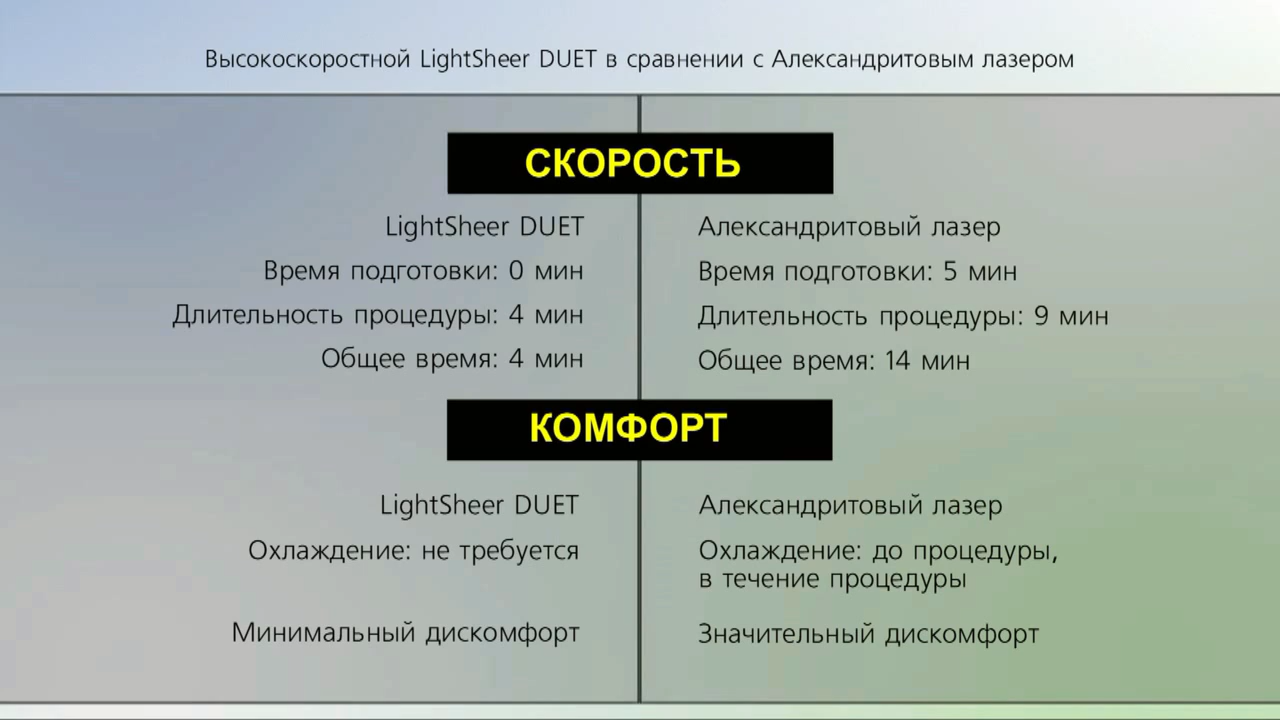 Высокоскоростной LightSheer DUET в сравнении с Александритовым лазером
СКОРОСТЬ
LightSheer DUET
Время подготовки: 0 мин
Длительность процедуры: 4 мин
Общее время: 4 мин
Александритовый лазер
Время подготовки: 5 мин
Длительность процедуры: 9 мин
Общее время: 14 мин
КОМФОРТ
LightSheer DUET
Охлаждение: не требуется
Минимальный дискомфорт
Александритовый лазер
Охлаждение: до процедуры,
в течение процедуры
Значительный дискомфорт